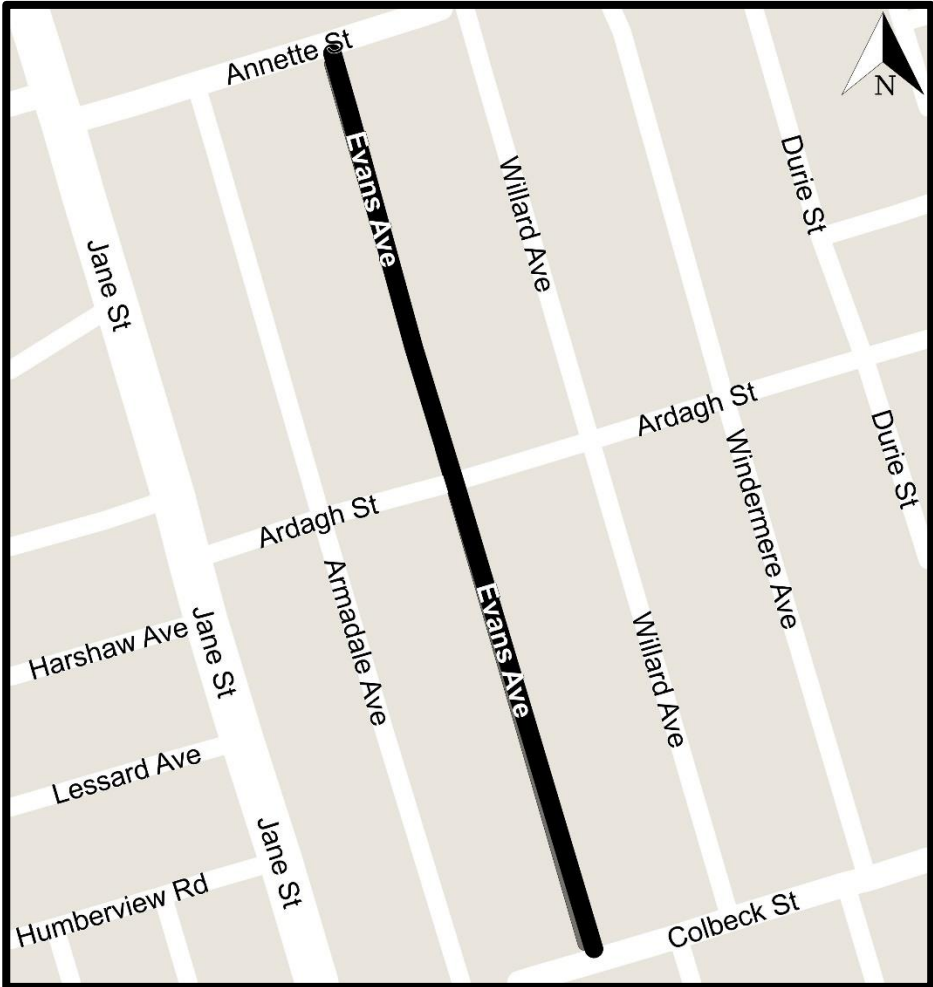 Annette St
N
Evans Ave
Willard Ave
Durie St
Jane St
Ardagh St
Durie St
Windermere Ave
Ardagh St
Armadale Ave
Evans Ave
Harshaw Ave
Jane St
Willard Ave
Lessard Ave
Jane St
Humberview Rd
Colbeck St